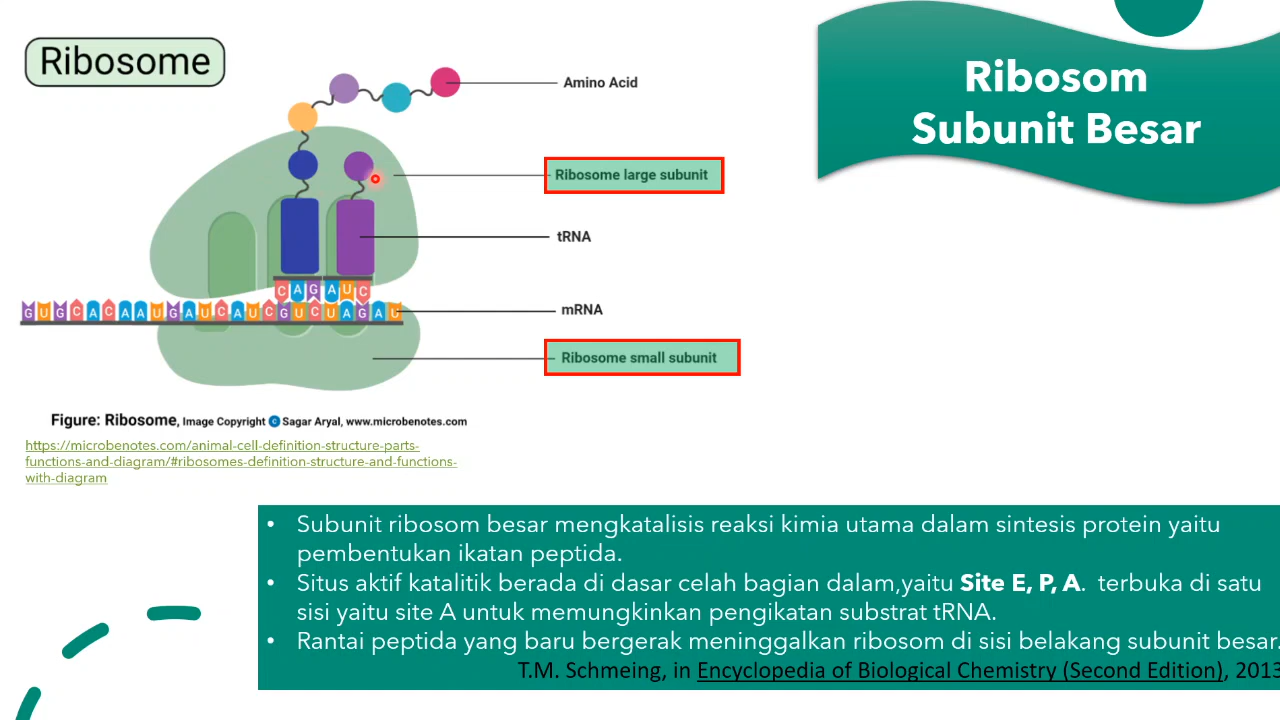 Ribosome
Ribosom
Subunit Besar
Amino Acid
Ribosome large subunit
tRNA
C A G A U C
G U G C A C A A U G A U C A U C G U C U A G A U
mRNA
Ribosome small subunit
Figure: Ribosome, Image Copyright C Sagar Aryal, www.microbenotes.com
https://microbenotes.com/animal-cell-definition-structure-parts-
functions-and-diagram/#ribosomes-definition-structure-and-functions-
with-diagram
• Subunit ribosom besar mengkatalisis reaksi kimia utama dalam sintesis protein yaitu
pembentukan ikatan peptida.
• Situs aktif katalitik berada di dasar celah bagian dalam,yaitu Site E, P, A. terbuka di satu
sisi yaitu site A untuk memungkinkan pengikatan substrat tRNA.
• Rantai peptida yang baru bergerak meninggalkan ribosom di sisi belakang subunit besar.
T.M. Schmeing, in Encyclopedia of Biological Chemistry (Second Edition), 2013